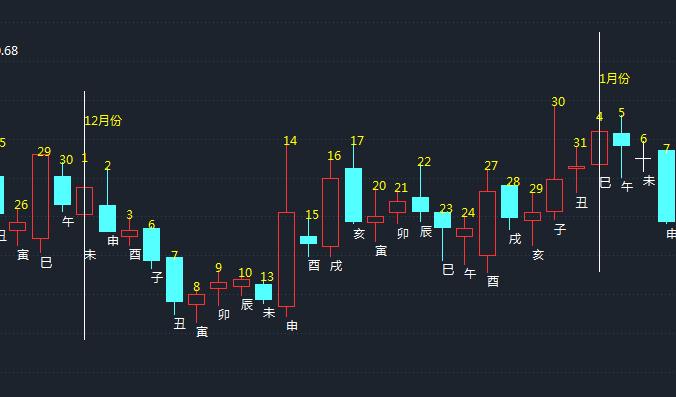 .68
12月份
1月份
5
丑
26
寅
29
巳
30
午
1
未
2
申
3
酉
6
子
7
丑
8
寅
9
卯
10
辰
13
未
14
申
15
酉
16
戌
17
亥
20
寅
21
卯
22
辰
23
巳
24
午
27
酉
28
戌
29
亥
30
子
31
丑
4
巳
5
午
6
未
7
申